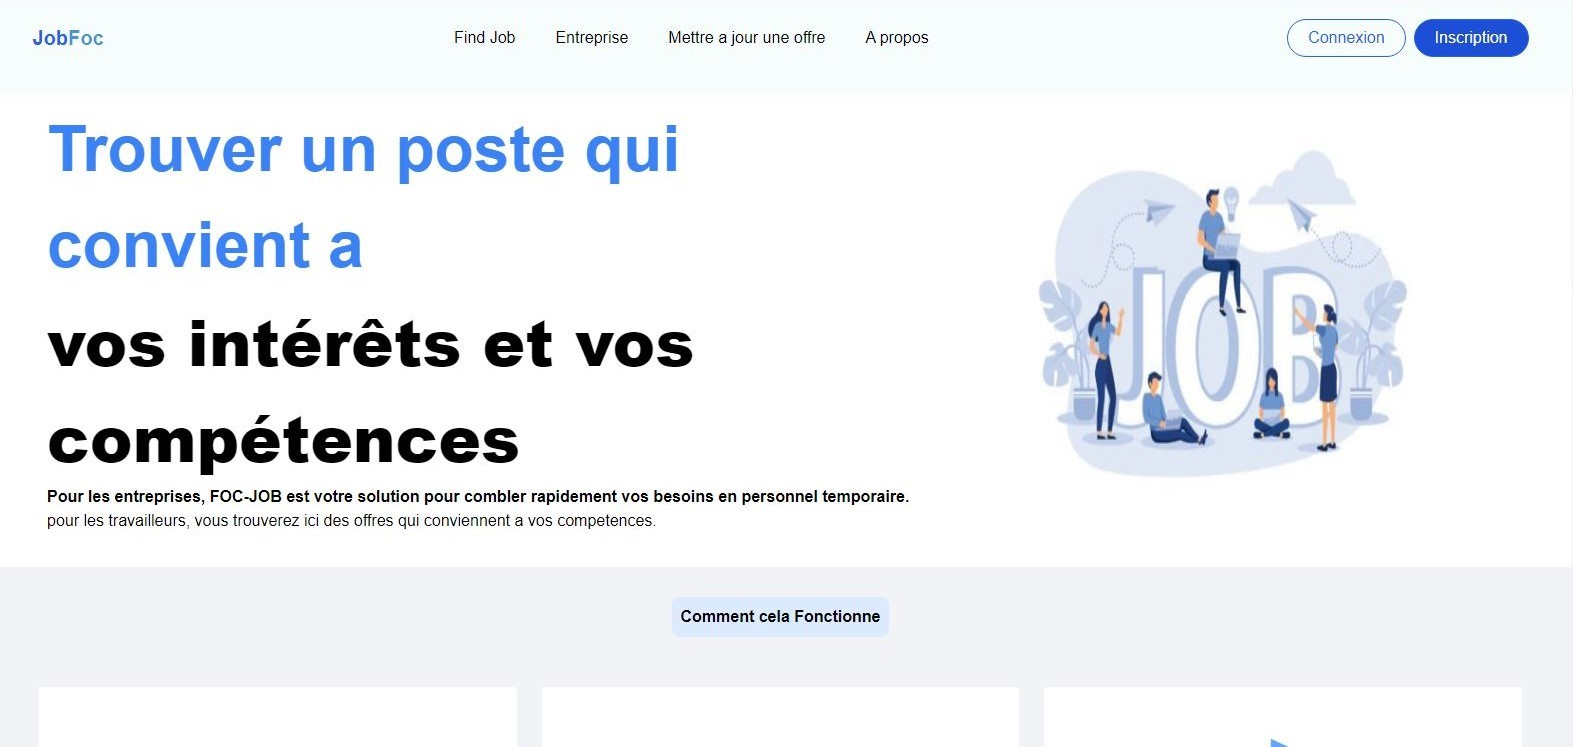 JobFoc
Find Job
Entreprise
Mettre a jour une offre
A propos
Connexion
Inscription
Trouver un poste qui
convient a
vos intérêts et vos
compétences
JOB
Pour les entreprises, FOC-JOB est votre solution pour combler rapidement vos besoins en personnel temporaire.
pour les travailleurs, vous trouverez ici des offres qui conviennent a vos competences.
Comment cela Fonctionne